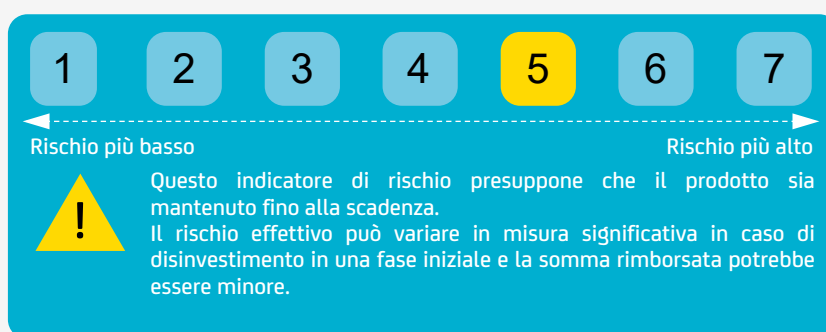 1 2 3 4 5 6 7
Rischio più basso Rischio più alto
Questo indicatore di rischio presuppone che il prodotto sia
mantenuto fino alla scadenza.
Il rischio effettivo può variare in misura significativa in caso di
disinvestimento in una fase iniziale e la somma rimborsata potrebbe
essere minore.
!